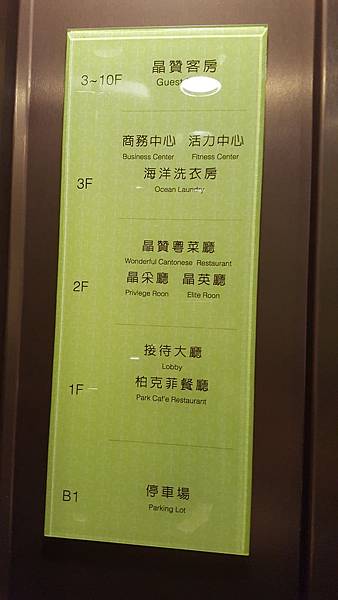 晶贊客房
3~10F
Guest
商務中心 活力中心
Business Center Fitness Center
海洋洗衣房
3F
Ocean Laundry
晶贊粵菜廳
Wonderful Cantonese Restaurant
晶采廳 晶英廳
2F
Privlege Roon Elite Roon
接待大廳
Lobby
柏克菲餐廳
1F
Park Caf'e Restaurant
停車場
B1
Parking Lot